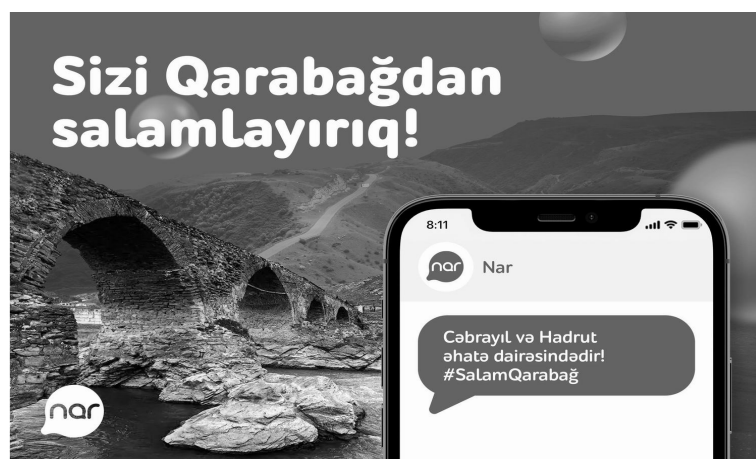 Sizi Qarabağdan
salamlayırıq!
8:11
nar
Nar
Cəbrayıl və Hadrut
əhatə dairəsindədir!
#SalamQarabağ
nar